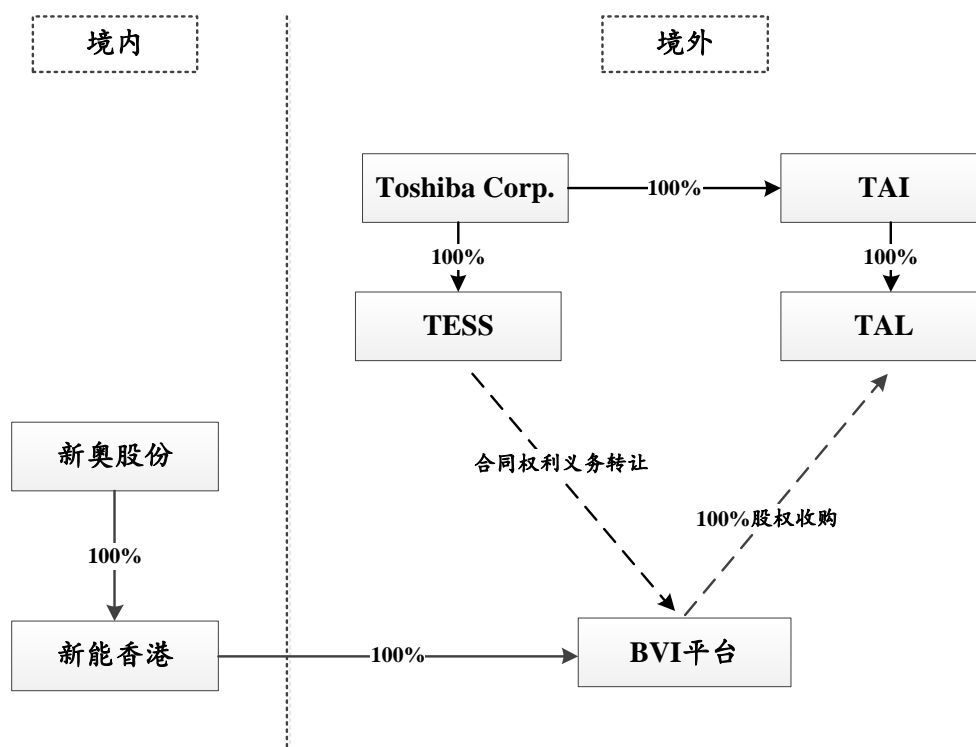 境内
境外
Toshiba Corp.
100%
TAI
100%
100%
TESS
TAL
新奥股份
合同权利义务转让
100%股权收购
100%
新能香港
100%
BVI平台